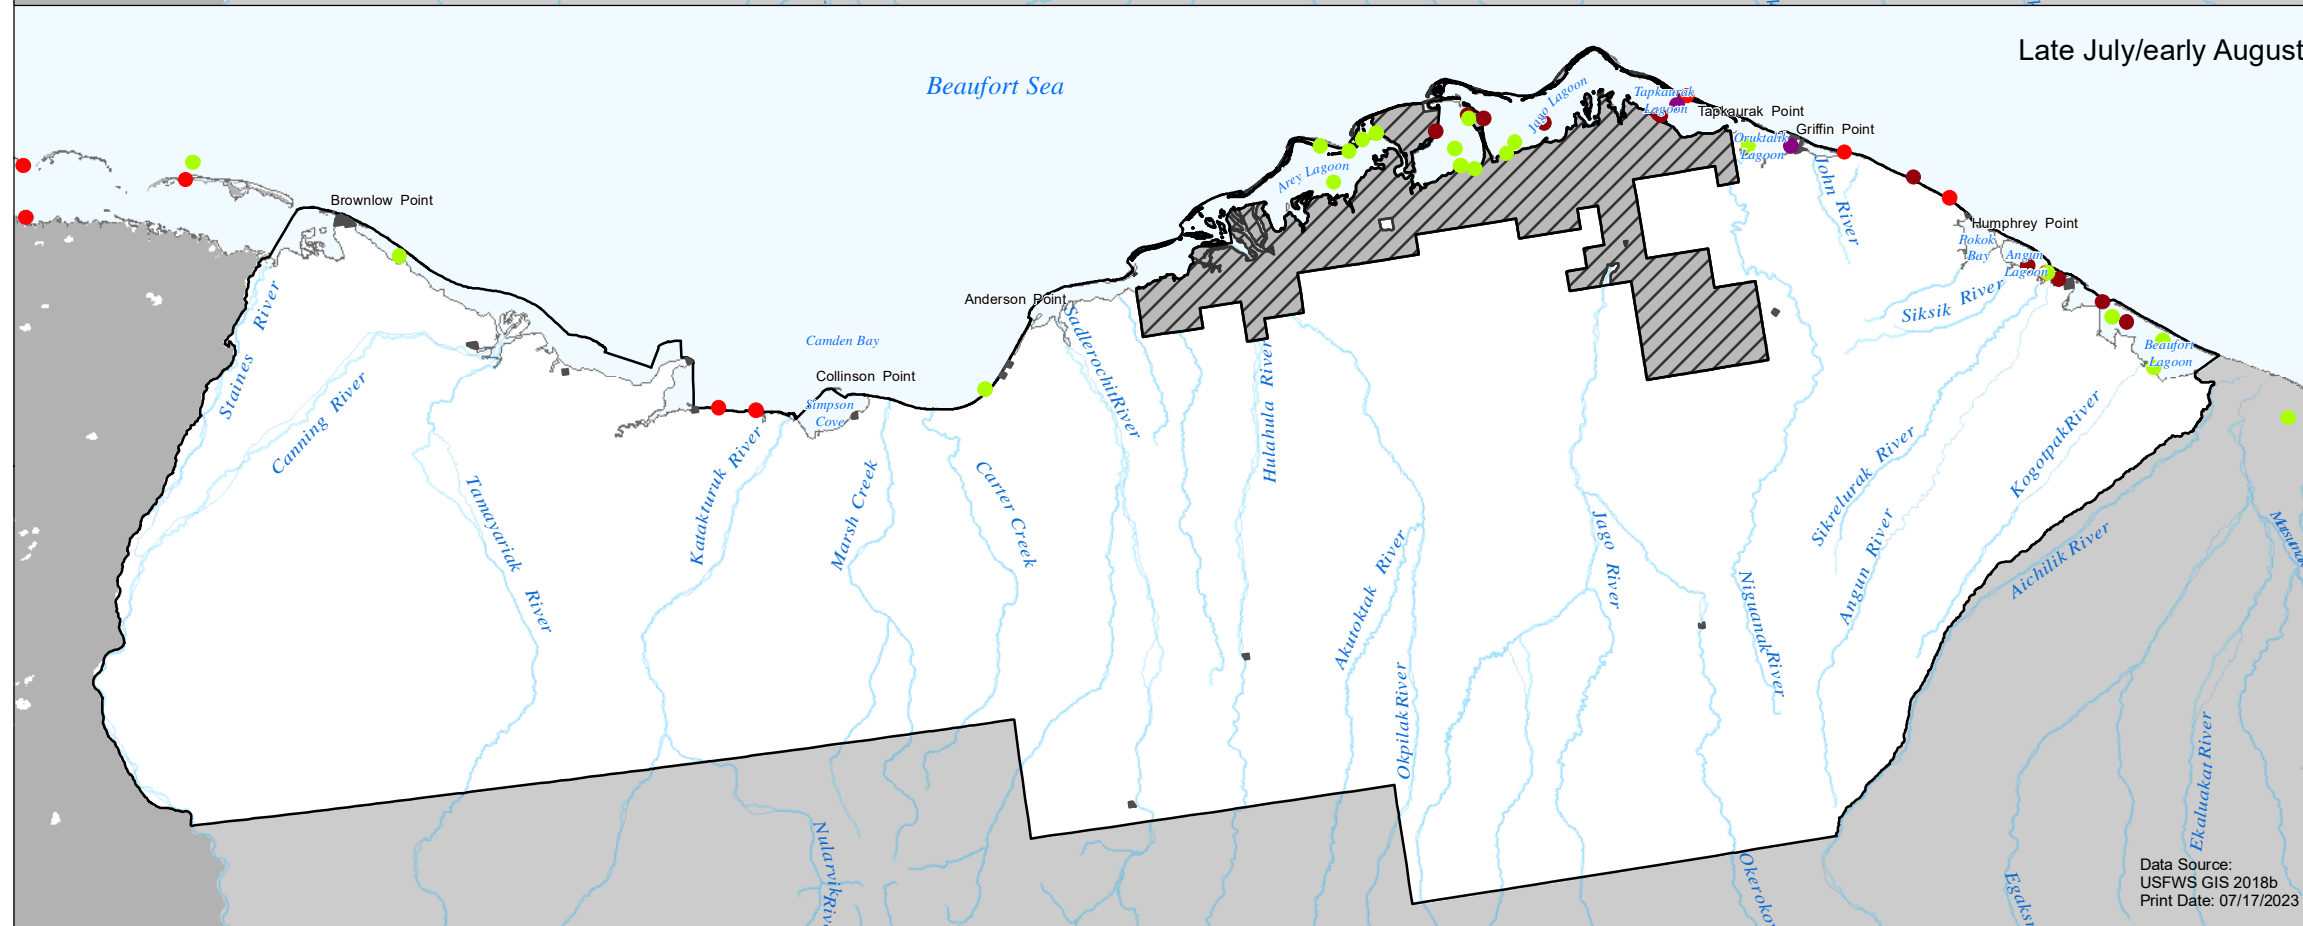 Late July/early August
Beaufort Sea
Tapkaurak
Lagoon
Jago Lagoon
Tapkaurak Point
Griffin Point
Oruktalik
Lagoon
Arey Lagoon
John River
Brownlow Point
Humphrey Point
Pokok
Bay
Angun
Lagoon
Anderson Point
Siksik River
Camden Bay
Beaufort
Lagoon
Collinson Point
Simpson
Cove
Staines River
Canning River
Tamayariak River
Katakturuk River
Marsh Creek
Carter Creek
Sadlerochit River
Hulahula River
Akutoktak River
Okpilak River
Jago River
Niguanak River
Sikrelurak River
Angun River
Kogotpak River
Aichilik River
Ekaluakat River
Data Source:
USFWS GIS 2018b
Print Date: 07/17/2023